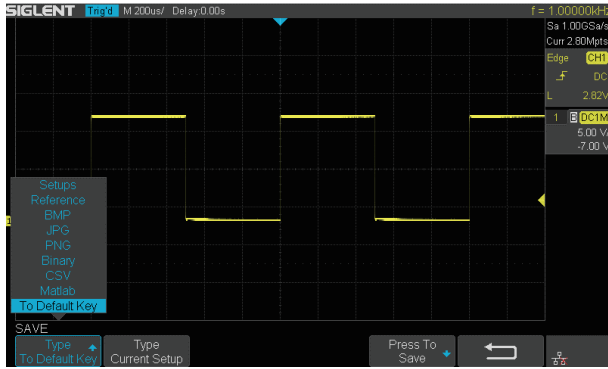 SIGLENT Trig'd M 200us/ Delay:0.00s f = 1.00000kHz
Sa 1.00GSa/s
Curr 2.80Mpts
Edge CH1
DC
L 2.82V
1 B DC1M
5.00 V/
-7.00 V
1
Setups
Reference
BMP
JPG
PNG
Binary
CSV
Matlab
To Default Key
SAVE
Type
To Default Key
Type
Current Setup
Press To
Save